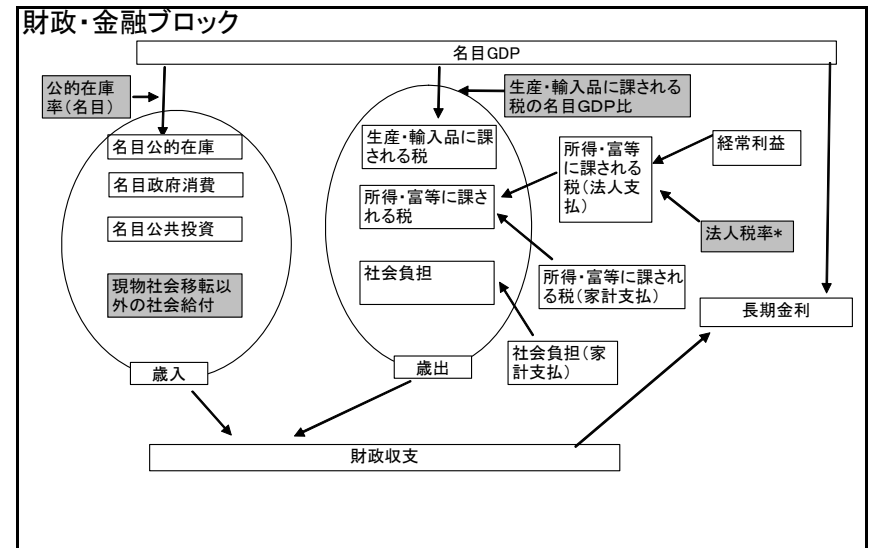 財政・金融ブロック
名目GDP
公的在庫
率(名目)
生産・輸入品に課される
税の名目GDP比
名目公的在庫
名目政府消費
名目公共投資
現物社会移転以
外の社会給付
歳入
生産・輸入品に課
される税
所得・富等に課さ
れる税
社会負担
歳出
所得・富等
に課される
税(法人支
払)
経常利益
法人税率*
所得・富等に課され
る税(家計支払)
社会負担(家
計支払)
長期金利
財政収支